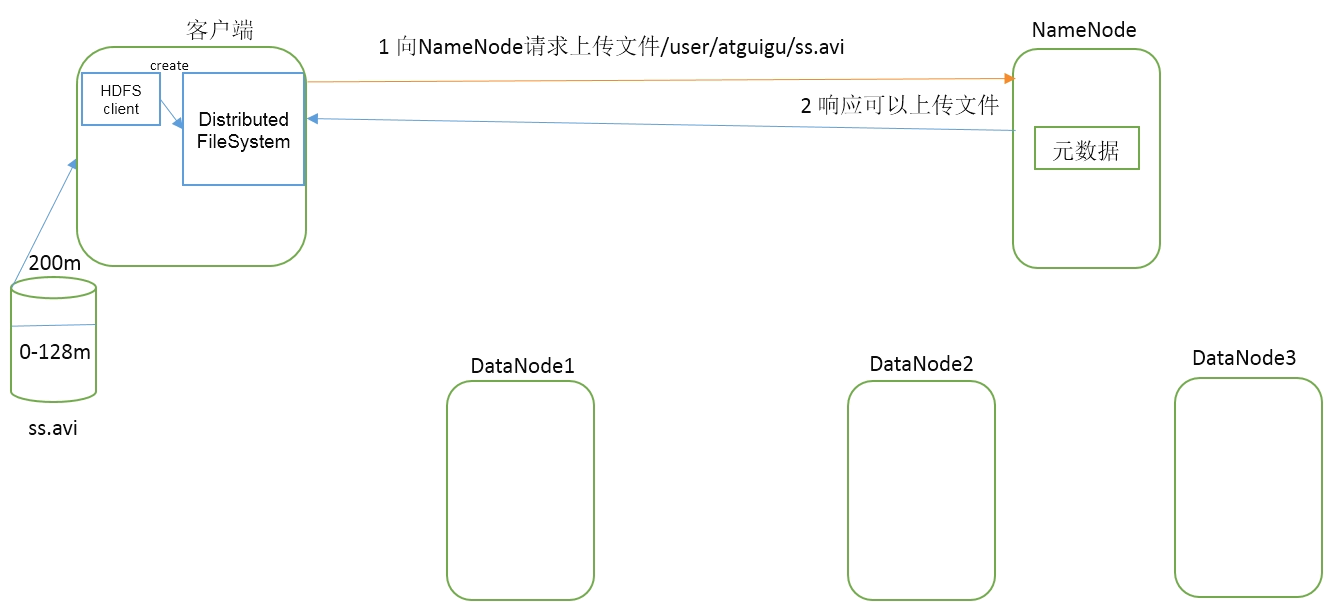 客户端
NameNode
1 向NameNode请求上传文件/user/atguigu/ss.avi
create
HDFS
client
Distributed
FileSystem
2 响应可以上传文件
元数据
200m
0-128m
ss.avi
DataNode1
DataNode2
DataNode3